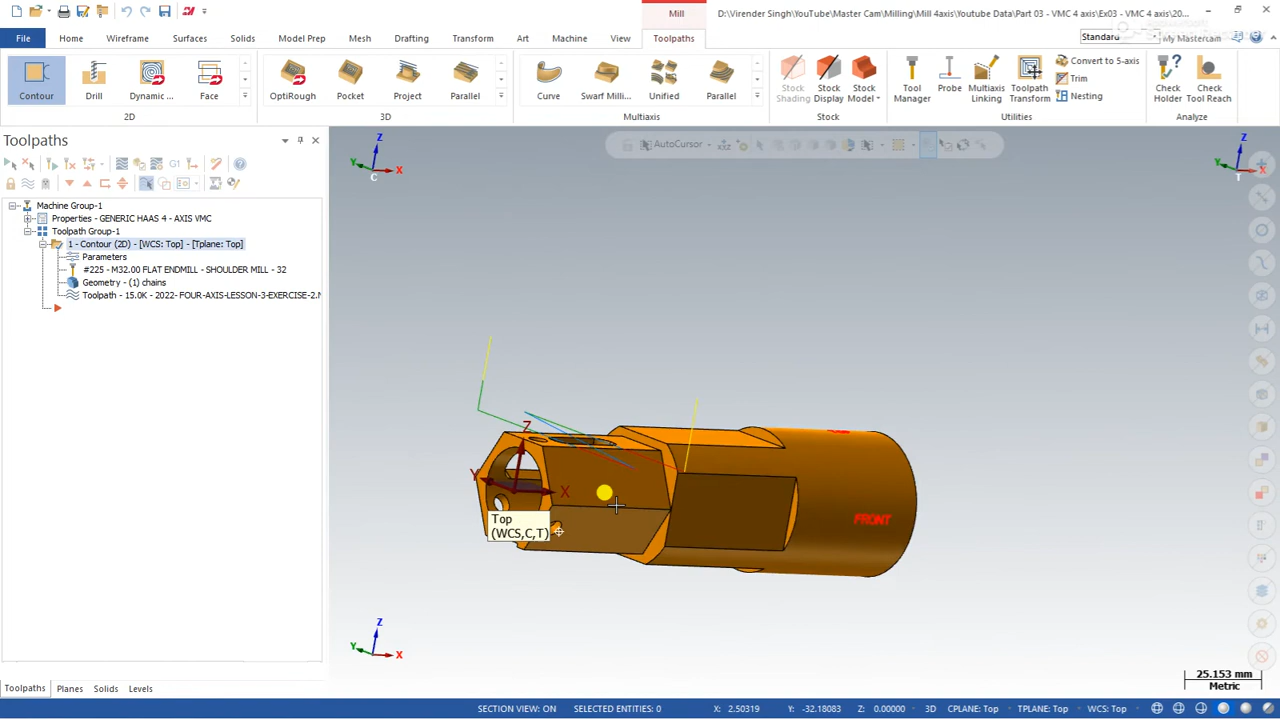 Mill
D:\Virender Singh\YouTube\Master Cam\Milling\Mill 4axis\Youtube Data\Part 03 - VMC 4 axis\Ex03 - VMC 4 axis\20...
File Home Wireframe Surfaces Solids Model Prep Mesh Drafting Transform Art Machine View Toolpaths
Standard My Mastercam
Contour Drill Dynamic ... Face
OptiRough Pocket Project Parallel
Curve Swarf Milli... Unified Parallel
Stock Shading Stock Display Stock Model
Tool Manager Probe Multiaxis Linking Toolpath Transform
Convert to 5-axis
Trim
Nesting
Check Holder Check Tool Reach
2D 3D Multiaxis Stock Utilities Analyze
Toolpaths
AutoCursor
G1
Machine Group-1
Properties - GENERIC HAAS 4 - AXIS VMC
Toolpath Group-1
1 - Contour (2D) - [WCS: Top] - [Tplane: Top]
Parameters
#225 - M32.00 FLAT ENDMILL - SHOULDER MILL - 32
Geometry - (1) chains
Toolpath - 15.0K - 2022- FOUR-AXIS-LESSON-3-EXERCISE-2.N
Z
Y X
C
Z
Y X
T
Z
Y X
Top
(WCS,C,T)
FRONT
Z
Y X
25.153 mm
Metric
Toolpaths Planes Solids Levels
SECTION VIEW: ON SELECTED ENTITIES: 0 X: 2.50319 Y: -32.18083 Z: 0.00000 3D CPLANE: Top TPLANE: Top WCS: Top